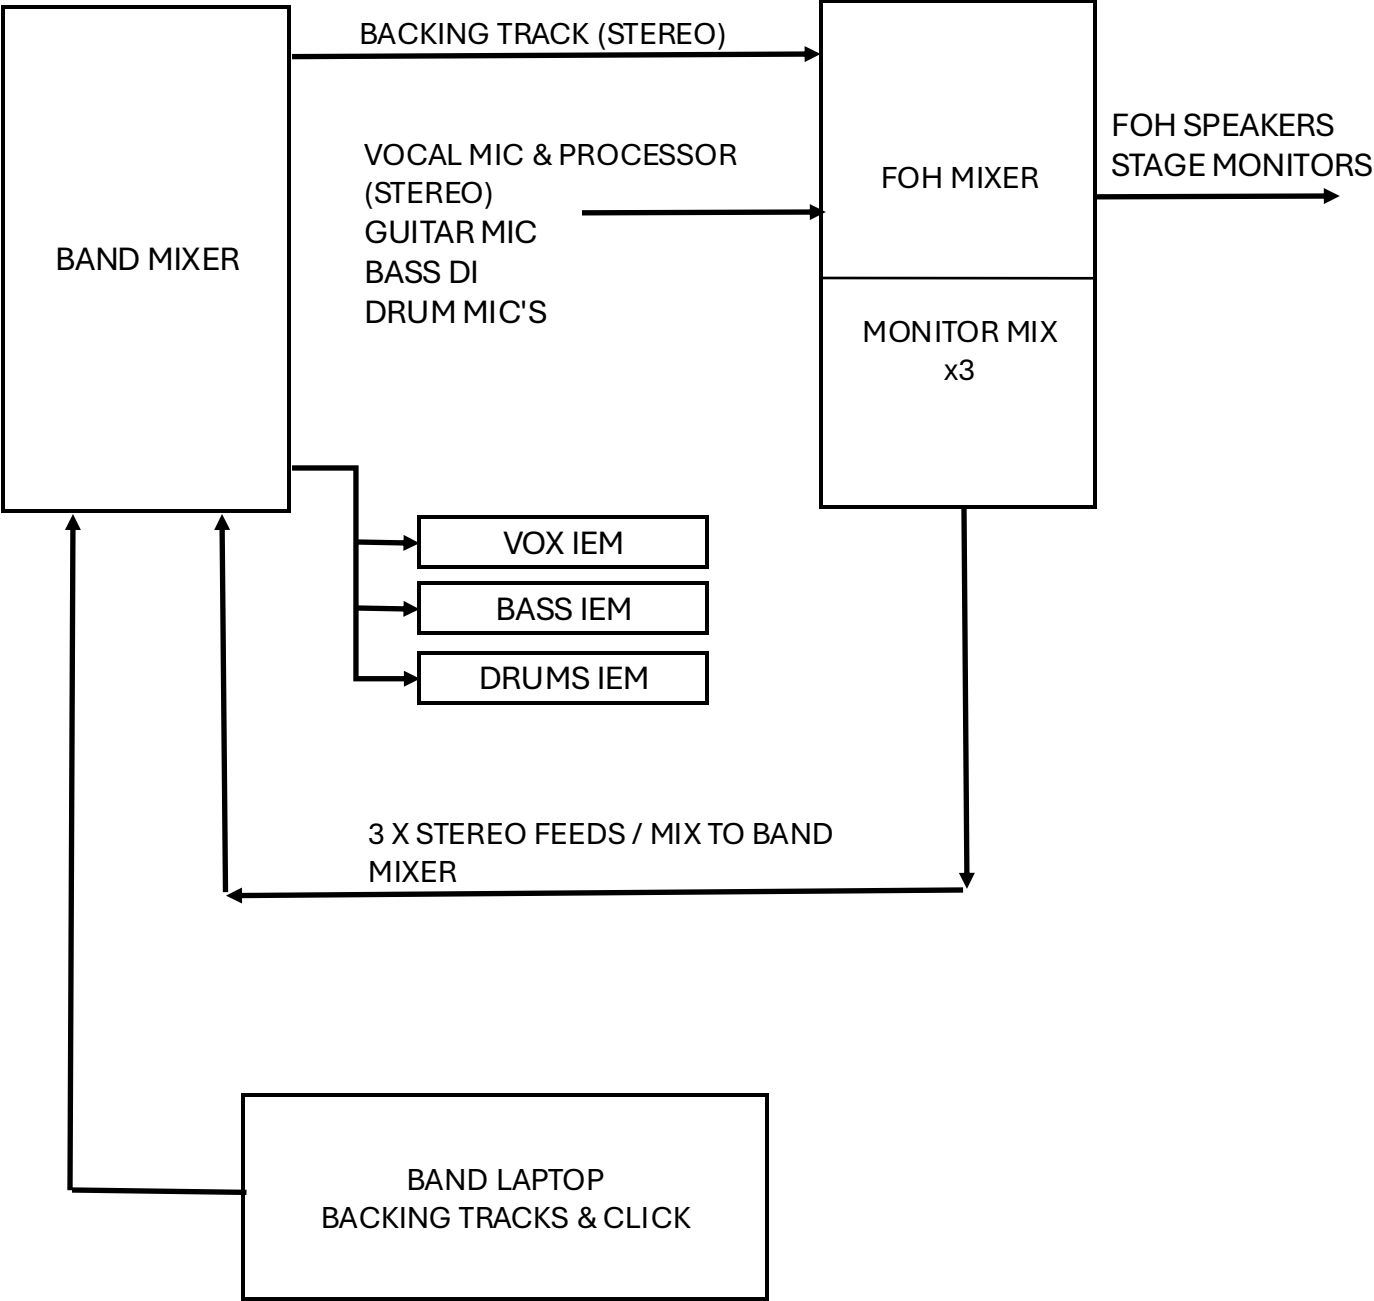 BACKING TRACK (STEREO)
FOH SPEAKERS
STAGE MONITORS
VOCAL MIC & PROCESSOR
(STEREO)
GUITAR MIC
BASS DI
DRUM MIC'S
FOH MIXER
BAND MIXER
MONITOR MIX
x3
VOX IEM
BASS IEM
DRUMS IEM
3 X STEREO FEEDS / MIX TO BAND
MIXER
BAND LAPTOP
BACKING TRACKS & CLICK